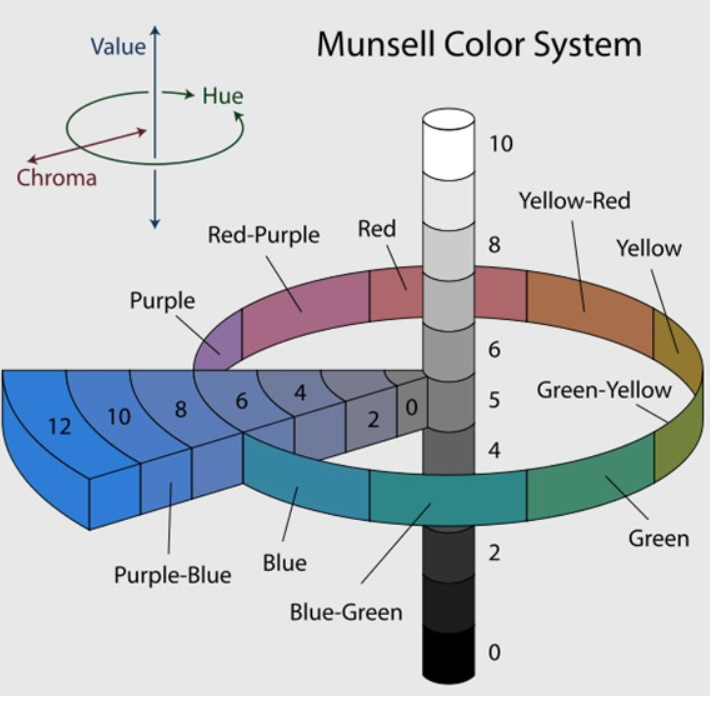 Munsell Color System
Value
Hue
Chroma
10
Yellow-Red
Red-Purple
Red
8
Yellow
Purple
6
Green-Yellow
12
10
8
6
4
2
0
5
4
Green
2
Blue
Purple-Blue
Blue-Green
0